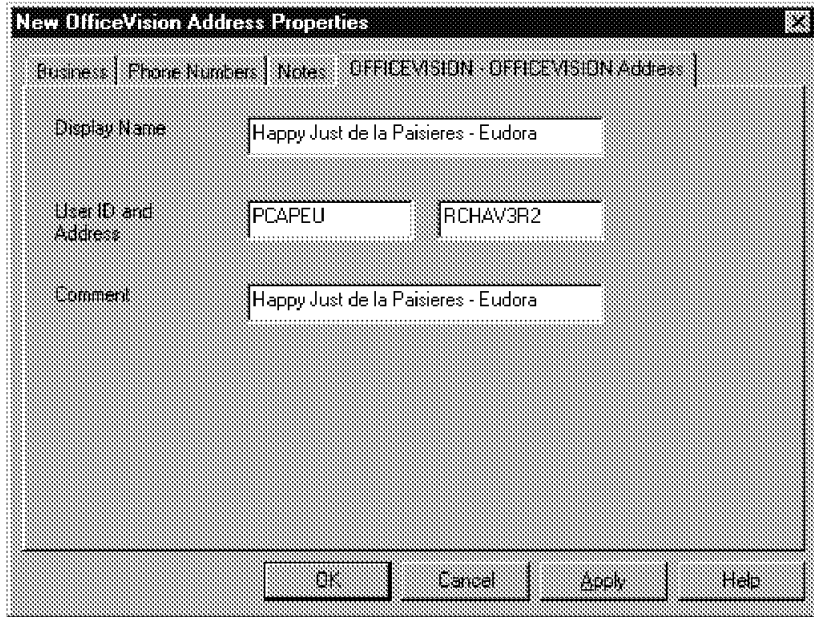 New OfficeVision Address Properties
Business Phone Numbers Notes OFFICEVISION - OFFICEVISION Address
Display Name Happy Just de la Paisieres - Eudora
User ID and Address PCAPEU RCHAV3R2
Comment Happy Just de la Paisieres - Eudora
OK Cancel Apply Help